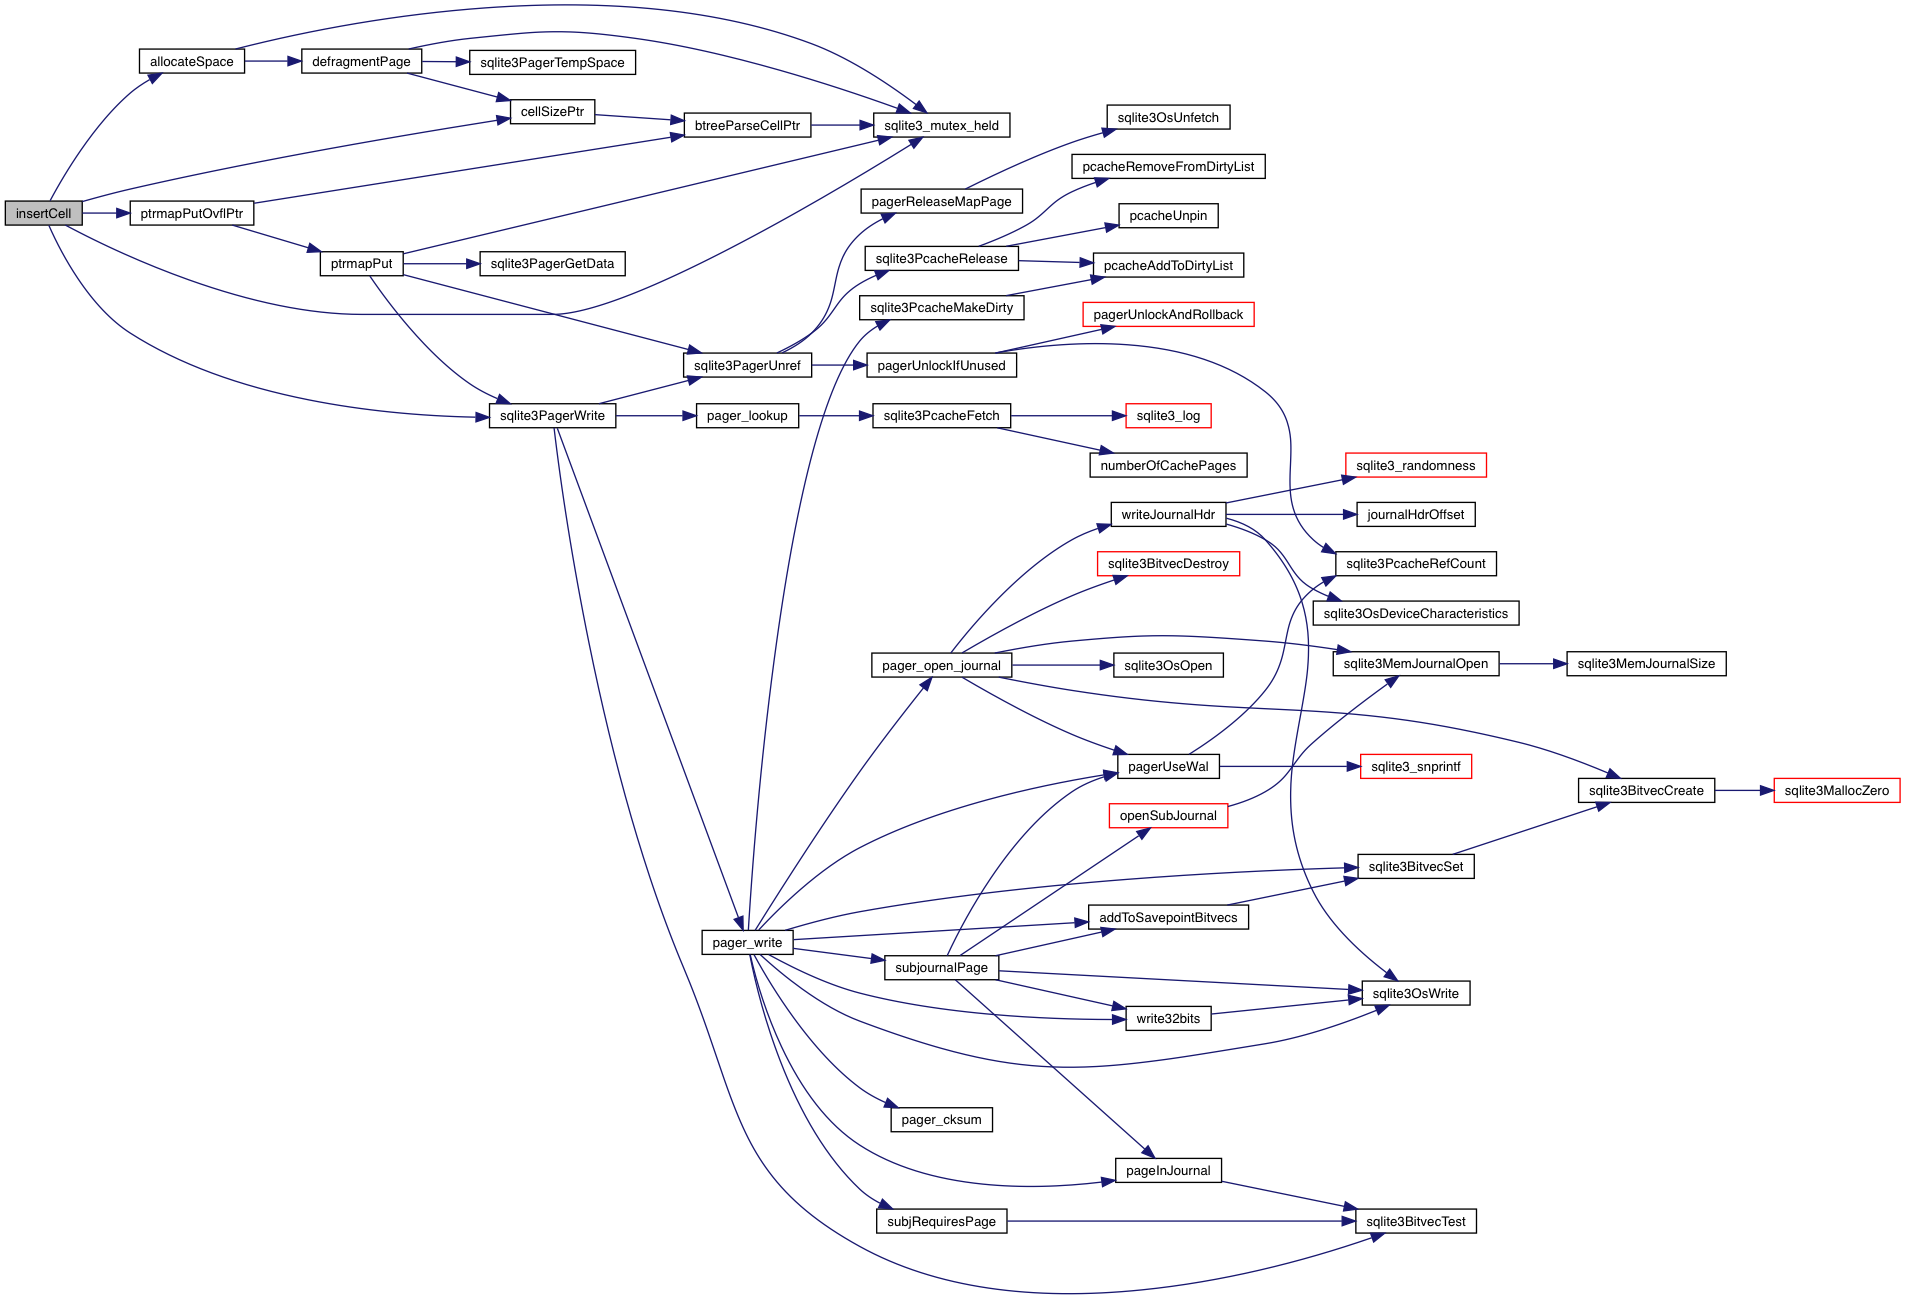 insertCell
allocateSpace
defragmentPage
sqlite3PagerTempSpace
cellSizePtr
btreeParseCellPtr
sqlite3_mutex_held
ptrmapPutOvflPtr
ptrmapPut
sqlite3PagerGetData
sqlite3PagerUnref
sqlite3PagerWrite
pagerReleaseMapPage
sqlite3OsUnfetch
sqlite3PcacheRelease
pcacheRemoveFromDirtyList
pcacheUnpin
pcacheAddToDirtyList
sqlite3PcacheMakeDirty
pagerUnlockIfUnused
pagerUnlockAndRollback
pager_lookup
sqlite3PcacheFetch
sqlite3_log
numberOfCachePages
writeJournalHdr
sqlite3_randomness
journalHdrOffset
sqlite3PcacheRefCount
sqlite3BitvecDestroy
sqlite3OsDeviceCharacteristics
pager_open_journal
sqlite3OsOpen
sqlite3MemJournalOpen
sqlite3MemJournalSize
pagerUseWal
sqlite3_snprintf
sqlite3BitvecCreate
sqlite3MallocZero
openSubJournal
sqlite3BitvecSet
addToSavepointBitvecs
pager_write
subjournalPage
sqlite3OsWrite
write32bits
pager_cksum
pageInJournal
subjRequiresPage
sqlite3BitvecTest